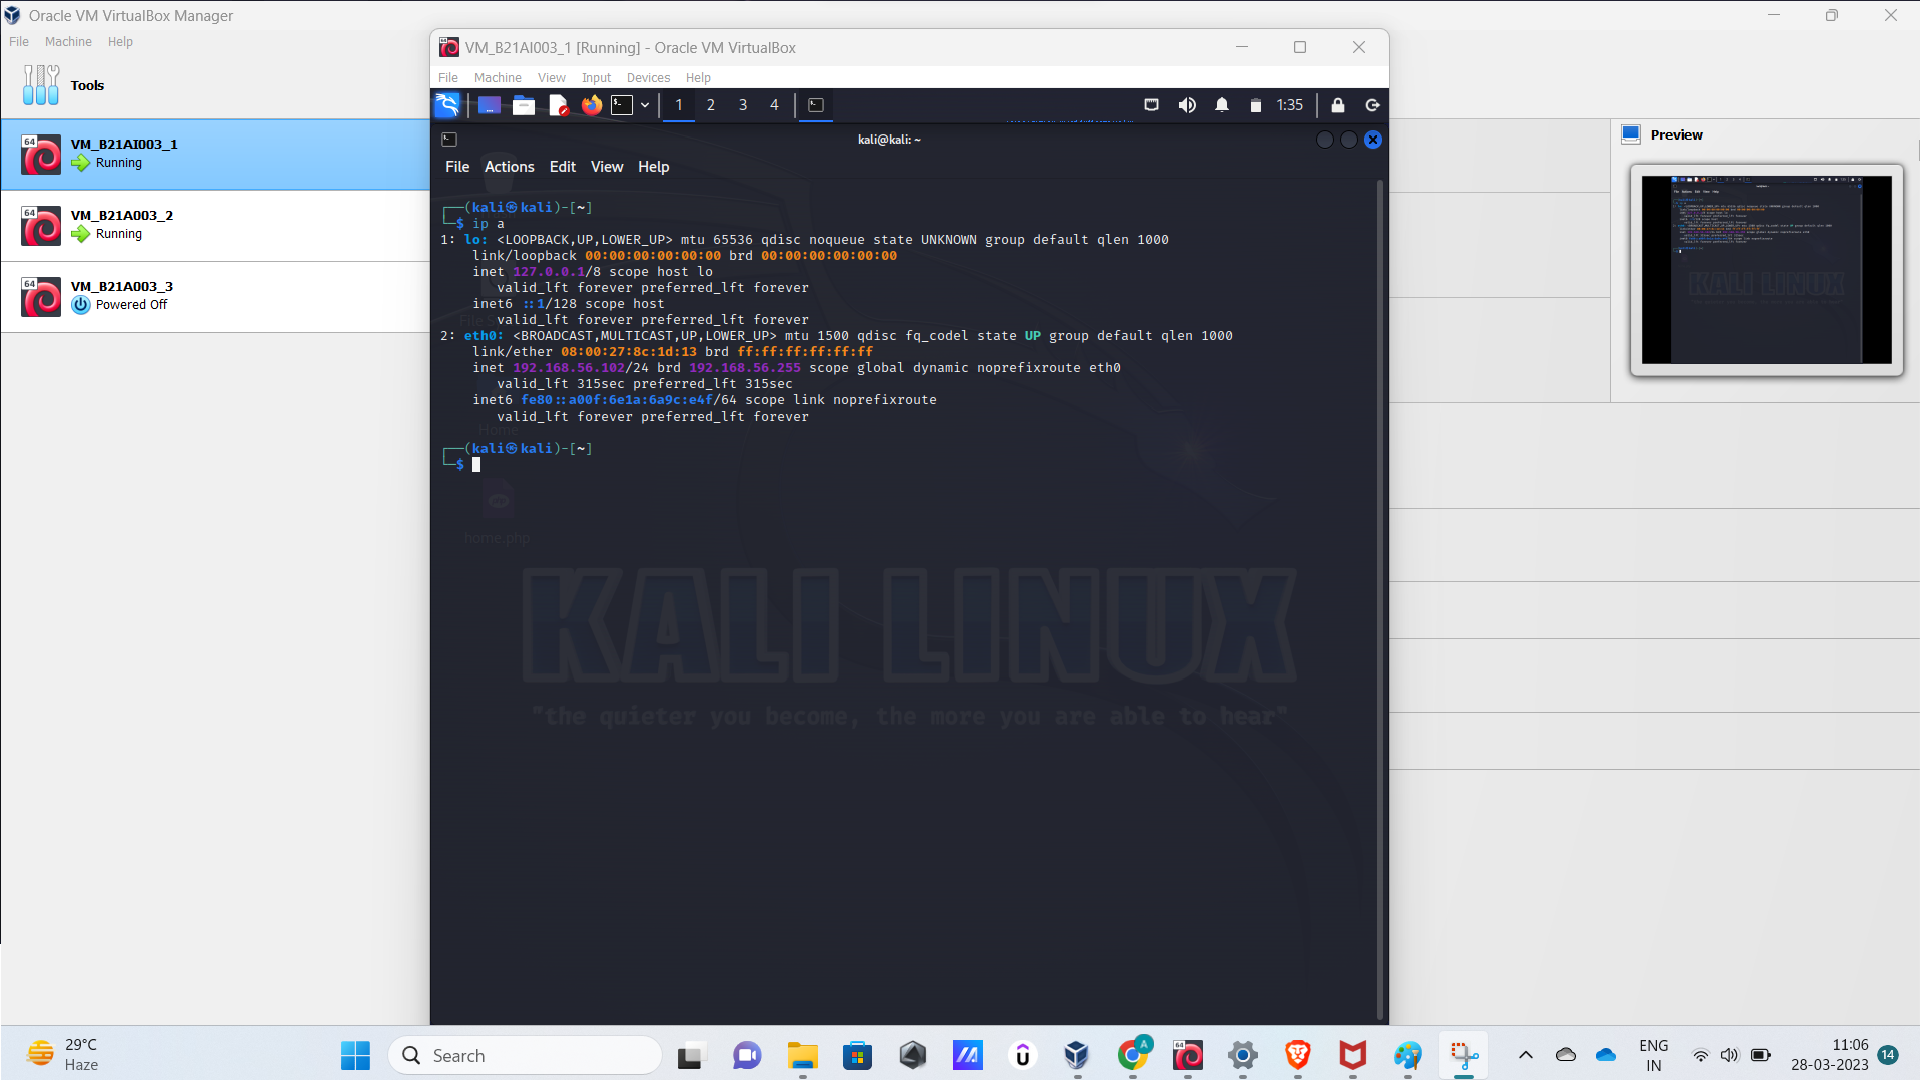 Oracle VM VirtualBox Manager
File Machine Help
Tools
64
VM_B21AI003_1
Running
64
VM_B21A003_2
Running
64
VM_B21A003_3
Powered Off
Preview
VM_B21AI003_1 [Running] - Oracle VM VirtualBox
File Machine View Input Devices Help
1 2 3 4
1:35
kali@kali: ~
File Actions Edit View Help
┌──(kali㉿kali)-[~]
└─$ ip a
1: lo: <LOOPBACK,UP,LOWER_UP> mtu 65536 qdisc noqueue state UNKNOWN group default qlen 1000
link/loopback 00:00:00:00:00:00 brd 00:00:00:00:00:00
inet 127.0.0.1/8 scope host lo
valid_lft forever preferred_lft forever
inet6 ::1/128 scope host
valid_lft forever preferred_lft forever
2: eth0: <BROADCAST,MULTICAST,UP,LOWER_UP> mtu 1500 qdisc fq_codel state UP group default qlen 1000
link/ether 08:00:27:8c:1d:13 brd ff:ff:ff:ff:ff:ff
inet 192.168.56.102/24 brd 192.168.56.255 scope global dynamic noprefixroute eth0
valid_lft 315sec preferred_lft 315sec
inet6 fe80::a00f:6e1a:6a9c:e4f/64 scope link noprefixroute
valid_lft forever preferred_lft forever
Home
┌──(kali㉿kali)-[~]
└─$
home.php
KALI LINUX
"the quieter you become, the more you are able to hear"
29°C
Haze
Search
A
64
ENG
IN
11:06
28-03-2023
14